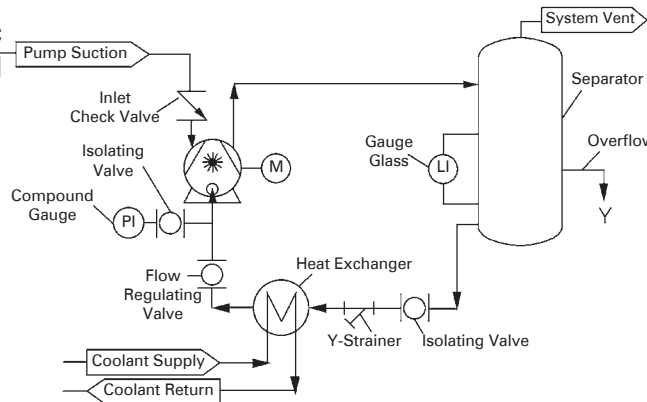 System Vent
Pump Suction
Inlet
Check Valve
Separator
Isolating
Valve
Gauge
Glass
LI
M
Overflow
Compound
Gauge
PI
Y
Flow
Regulating
Valve
Heat Exchanger
Y-Strainer
Isolating Valve
Coolant Supply
Coolant Return